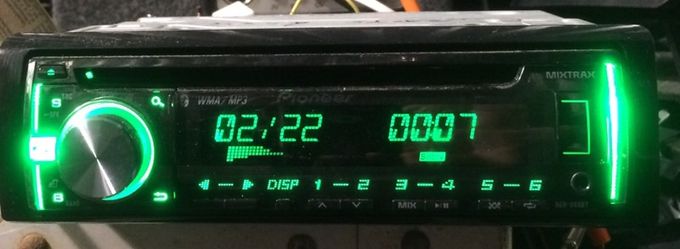 MIXTRAX
WMA/MP3 Pioneer
02/22 0007
DISP 1 - 2 3 - 4 5 - 6
MIX